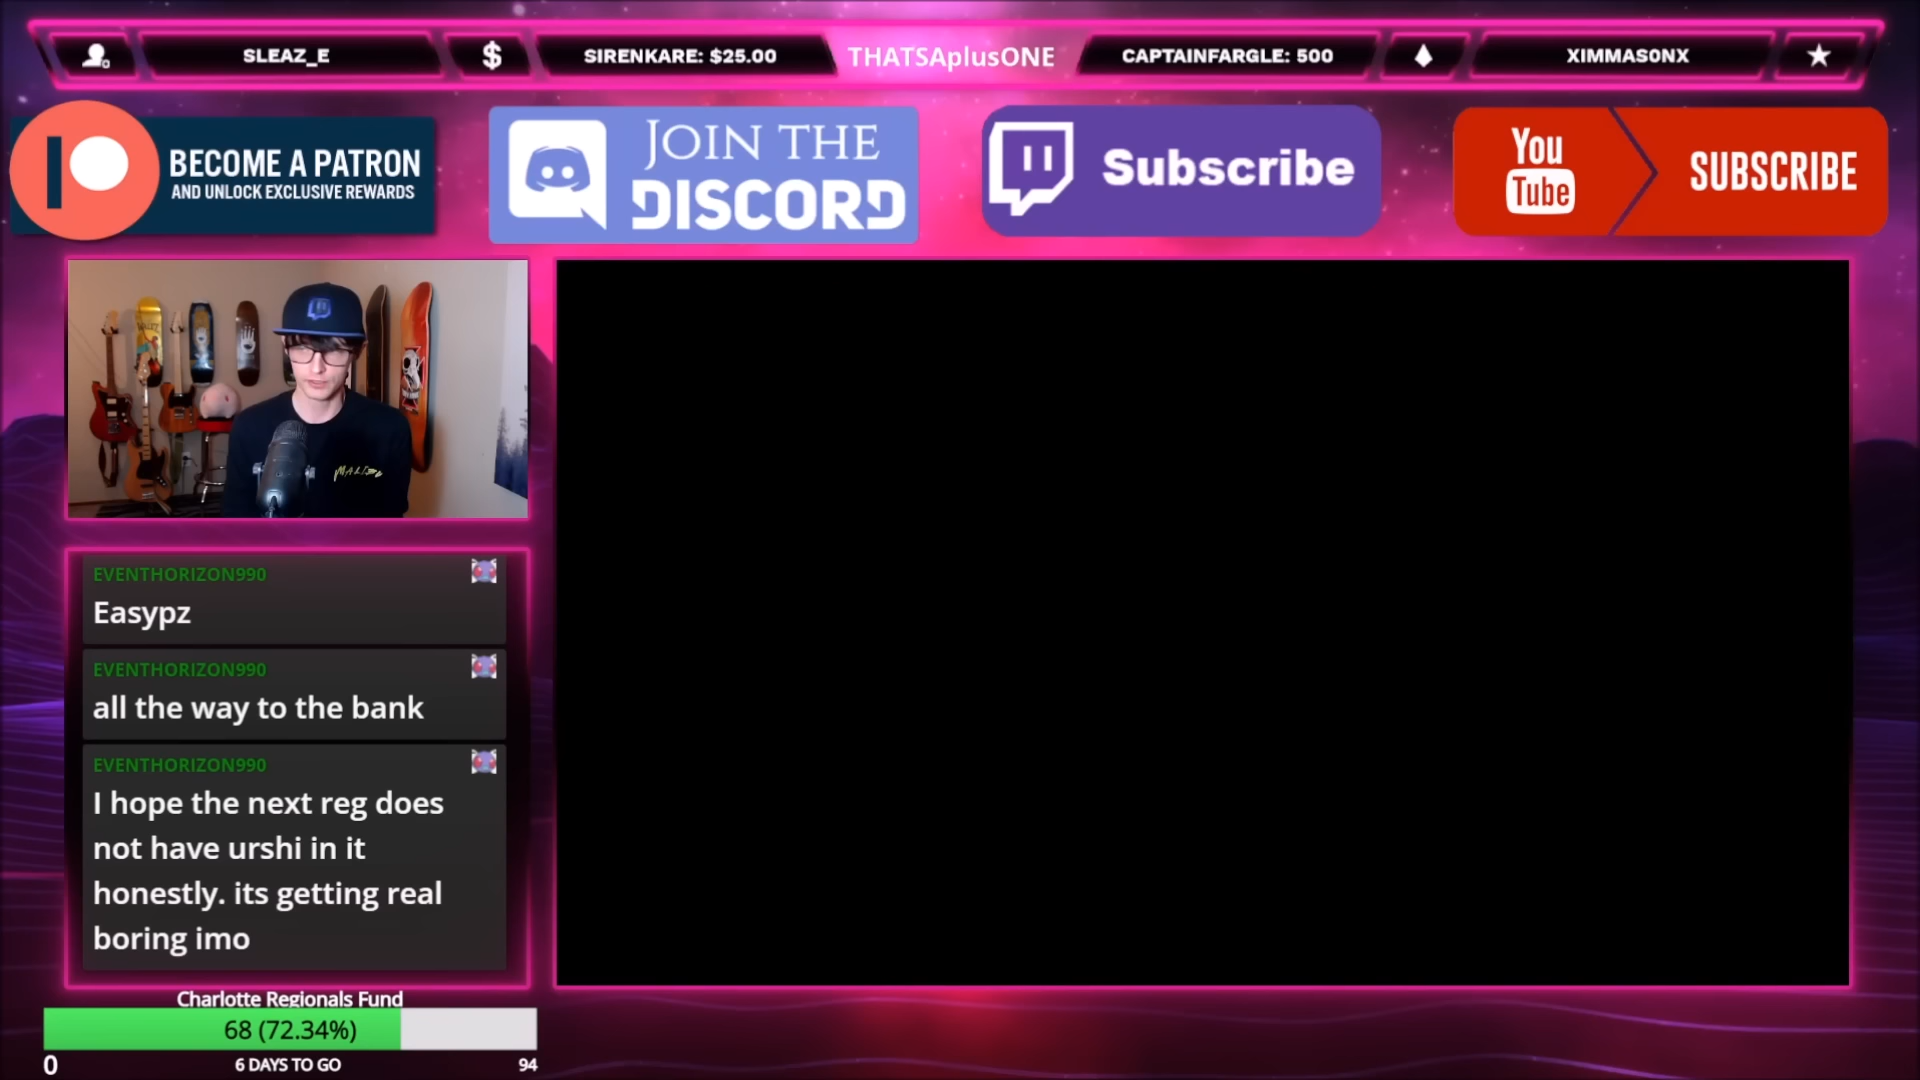 SLEAZ_E
$
SIRENKARE: $25.00
THATSAplusONE
CAPTAINFARGLE: 500
XIMMAS0NX
BECOME A PATRON
AND UNLOCK EXCLUSIVE REWARDS
JOIN THE
DISCORD
Subscribe
You
Tube
SUBSCRIBE
EVENTHORIZON990
Easypz
EVENTHORIZON990
all the way to the bank
EVENTHORIZON990
I hope the next reg does
not have urshi in it
honestly. its getting real
boring imo
Charlotte Regionals Fund
68 (72.34%)
0
6 DAYS TO GO
94